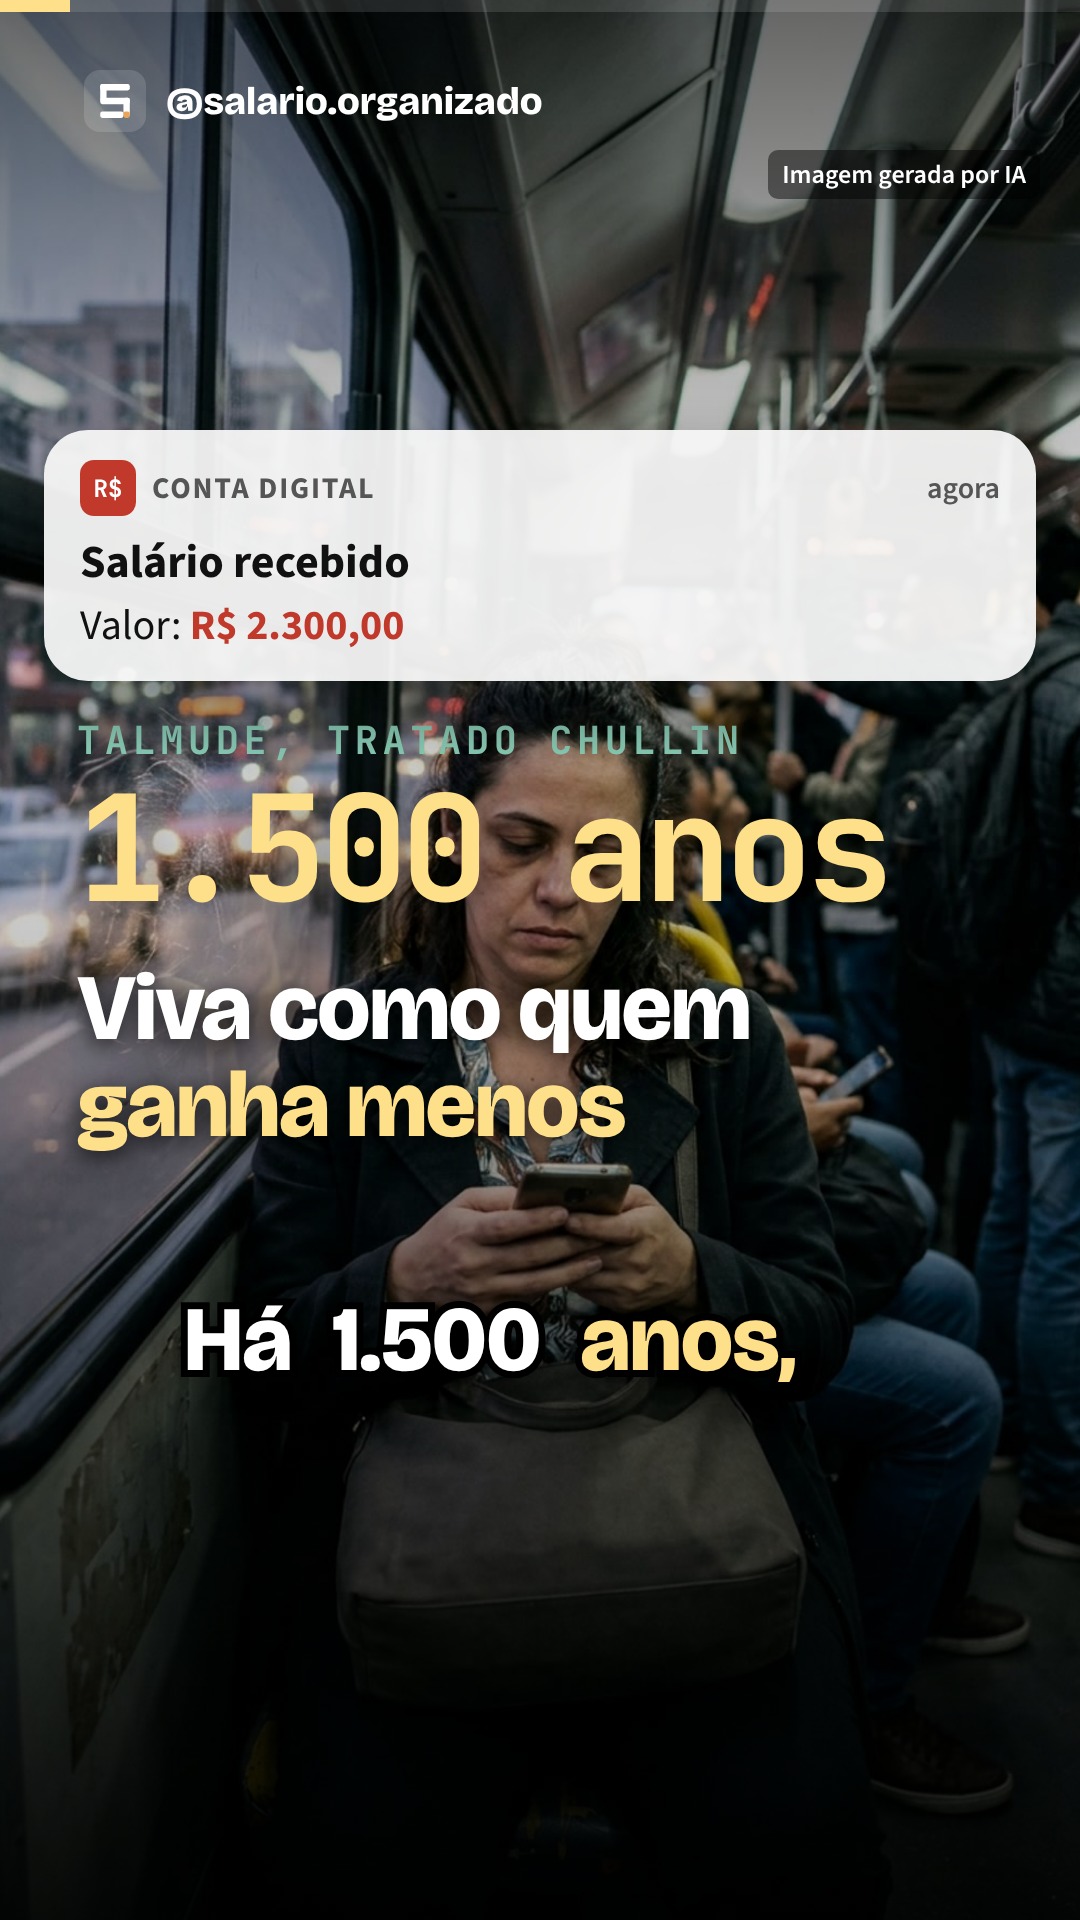 @salario.organizado
Imagem gerada por IA
R$ CONTA DIGITAL agora
Salário recebido
Valor: R$ 2.300,00
TALMUDE, TRATADO CHULLIN
1.500 anos
Viva como quem
ganha menos
Há 1.500 anos,